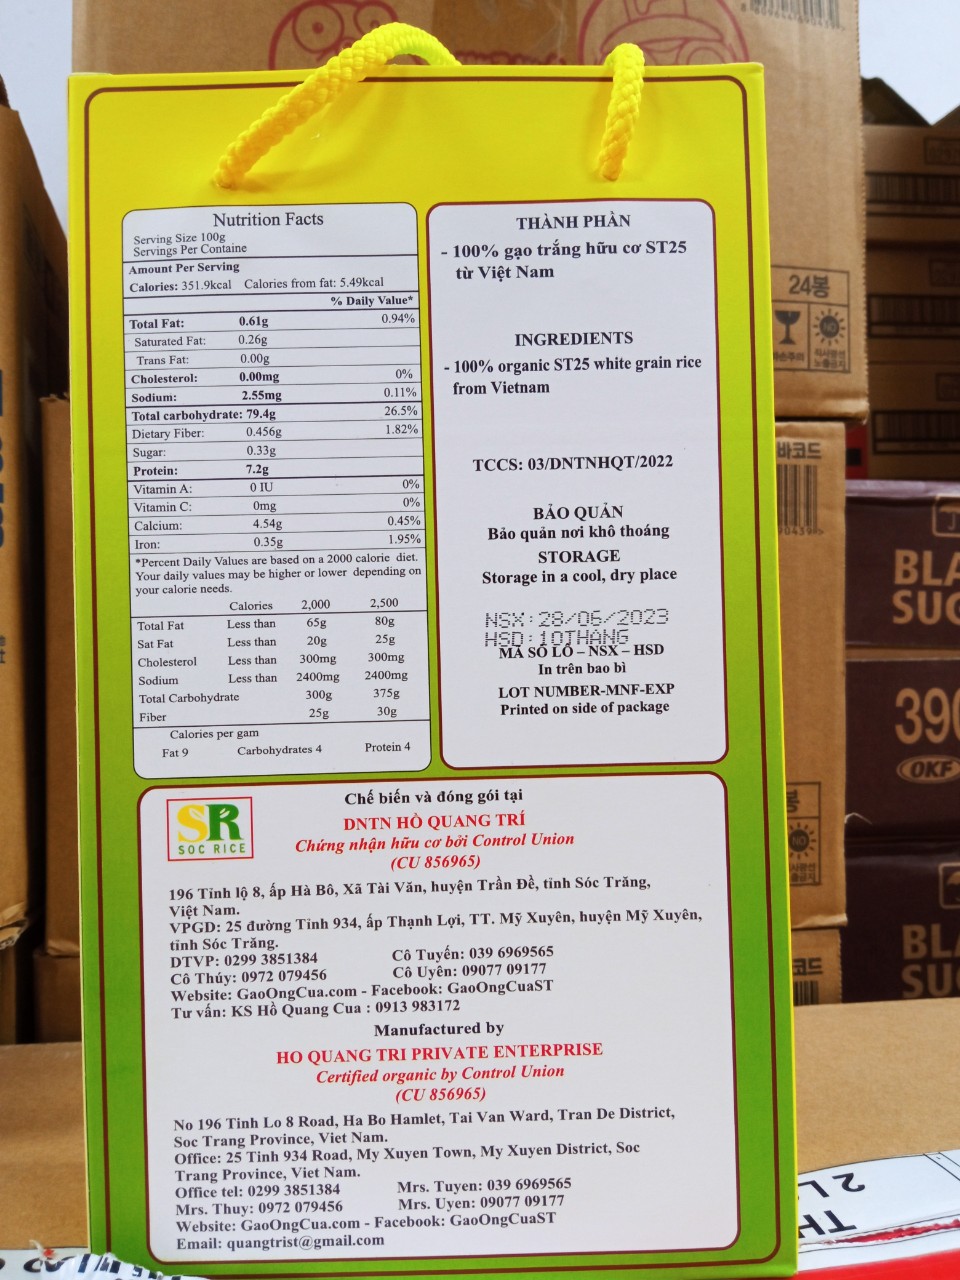 Nutrition Facts
Serving Size 100g
Servings Per Containe
Amount Per Serving
Calories: 351.9kcal Calories from fat: 5.49kcal
% Daily Value*
Total Fat: 0.61g 0.94%
Saturated Fat: 0.26g
Trans Fat: 0.00g
Cholesterol: 0.00mg 0%
Sodium: 2.55mg 0.11%
Total carbohydrate: 79.4g 26.5%
Dietary Fiber: 0.456g 1.82%
Sugar: 0.33g
Protein: 7.2g
Vitamin A: 0 IU 0%
Vitamin C: 0mg 0%
Calcium: 4.54g 0.45%
Iron: 0.35g 1.95%
*Percent Daily Values are based on a 2000 calorie diet.
Your daily values may be higher or lower depending on
your calorie needs.
Calories 2,000 2,500
Total Fat Less than 65g 80g
Sat Fat Less than 20g 25g
Cholesterol Less than 300mg 300mg
Sodium Less than 2400mg 2400mg
Total Carbohydrate 300g 375g
Fiber 25g 30g
Calories per gam
Fat 9 Carbohydrates 4 Protein 4
THÀNH PHẦN
- 100% gạo trắng hữu cơ ST25
từ Việt Nam
INGREDIENTS
- 100% organic ST25 white grain rice
from Vietnam
TCCS: 03/DNTNHQT/2022
BẢO QUẢN
Bảo quản nơi khô thoáng
STORAGE
Storage in a cool, dry place
NSX:28/06/2023
HSD:10THANG
MÃ SỐ LÔ – NSX – HSD
In trên bao bì
LOT NUMBER-MNF-EXP
Printed on side of package
SR
SOC RICE
Chế biến và đóng gói tại
DNTN HỒ QUANG TRÍ
Chứng nhận hữu cơ bởi Control Union
(CU 856965)
196 Tỉnh lộ 8, ấp Hà Bô, Xã Tài Văn, huyện Trần Đề, tỉnh Sóc Trăng,
Việt Nam.
VPGD: 25 đường Tỉnh 934, ấp Thạnh Lợi, TT. Mỹ Xuyên, huyện Mỹ Xuyên,
tỉnh Sóc Trăng.
DTVP: 0299 3851384 Cô Tuyến: 039 6969565
Cô Thúy: 0972 079456 Cô Uyên: 09077 09177
Website: GaoOngCua.com - Facebook: GaoOngCuaST
Tư vấn: KS Hồ Quang Cua : 0913 983172
Manufactured by
HO QUANG TRI PRIVATE ENTERPRISE
Certified organic by Control Union
(CU 856965)
No 196 Tinh Lo 8 Road, Ha Bo Hamlet, Tai Van Ward, Tran De District,
Soc Trang Province, Viet Nam.
Office: 25 Tinh 934 Road, My Xuyen Town, My Xuyen District, Soc
Trang Province, Viet Nam.
Office tel: 0299 3851384 Mrs. Tuyen: 039 6969565
Mrs. Thuy: 0972 079456 Mrs. Uyen: 09077 09177
Website: GaoOngCua.com - Facebook: GaoOngCuaST
Email: quangtrist@gmail.com
24봉
바코드
BLA
SUG
390
OKF
BLA
SUG